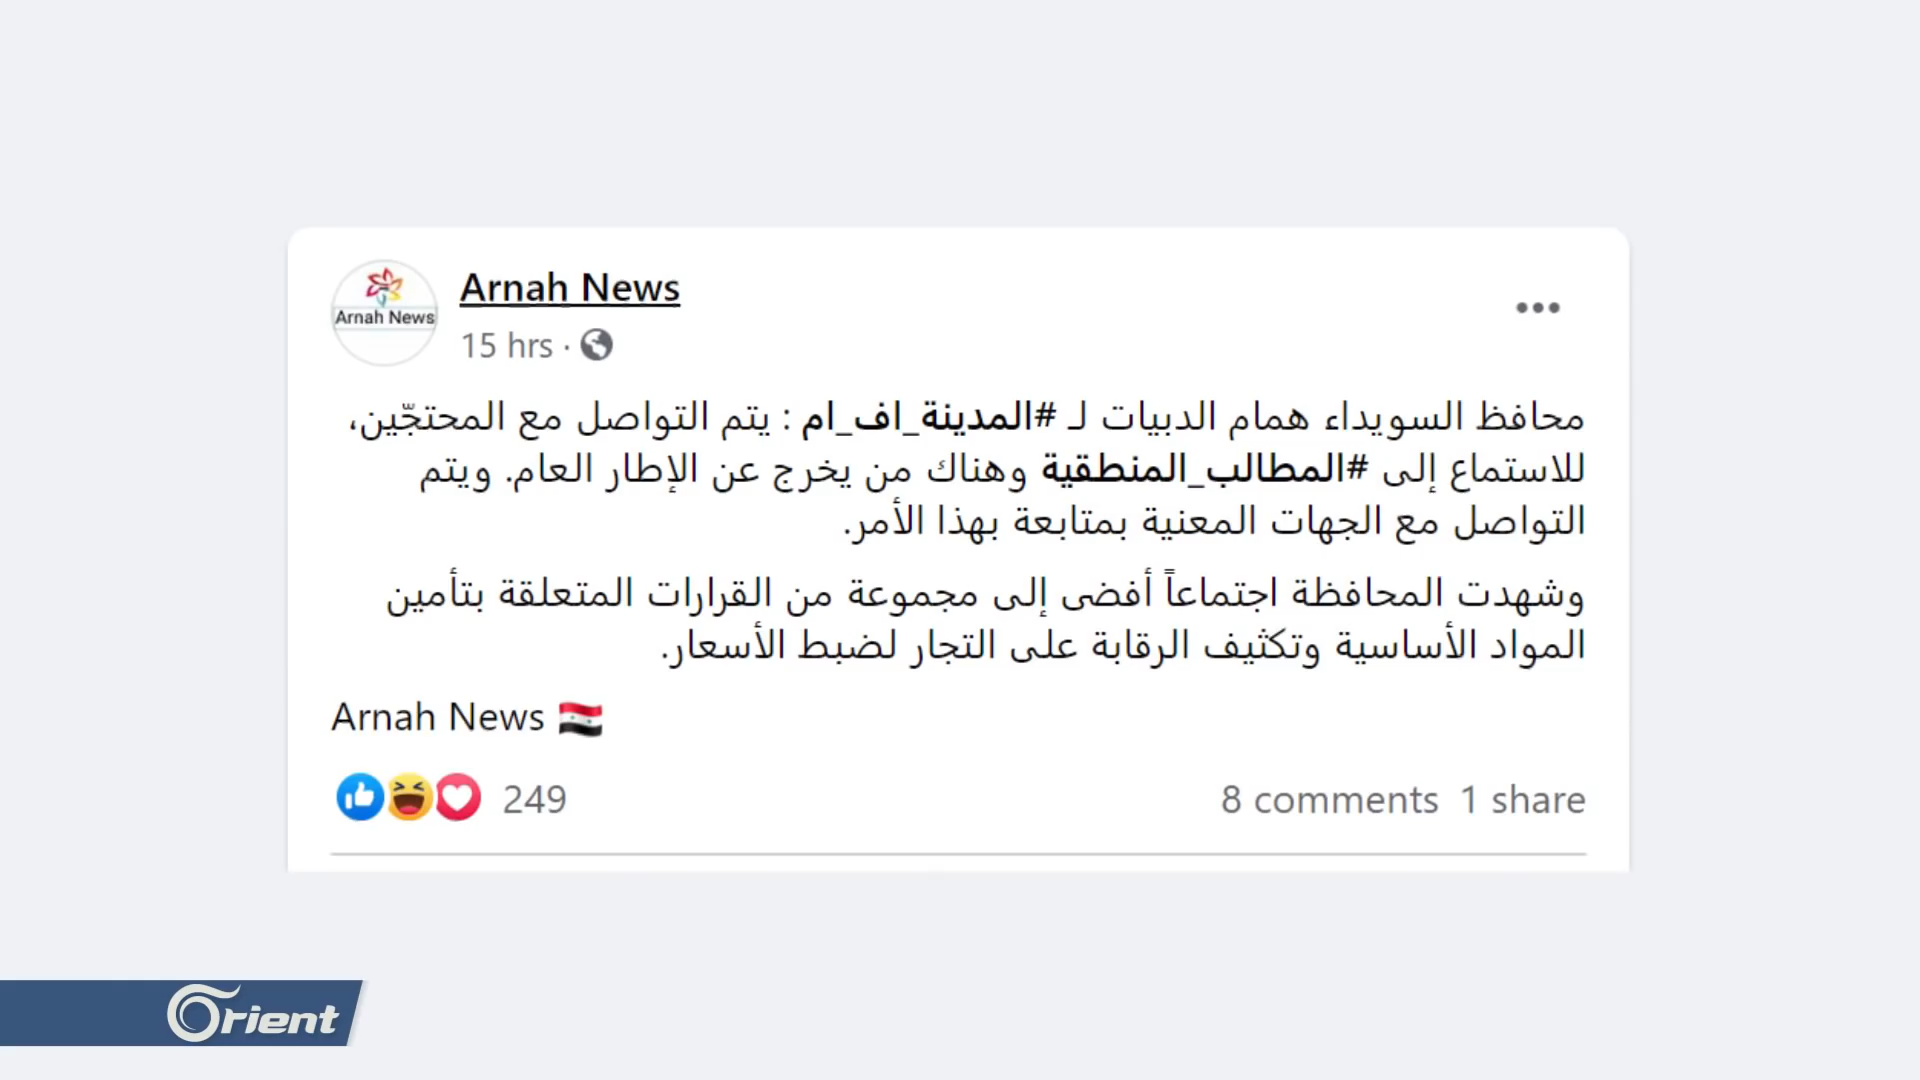 Arnah News
Arnah News
15 hrs ·
محافظ السويداء همام الدبيات لـ #المدينة_اف_ام : يتم التواصل مع المحتجّين،
للاستماع إلى #المطالب_المنطقية وهناك من يخرج عن الإطار العام. ويتم
التواصل مع الجهات المعنية بمتابعة بهذا الأمر.
وشهدت المحافظة اجتماعاً أفضى إلى مجموعة من القرارات المتعلقة بتأمين
المواد الأساسية وتكثيف الرقابة على التجار لضبط الأسعار.
Arnah News 🇸🇾
249 8 comments 1 share
Orient